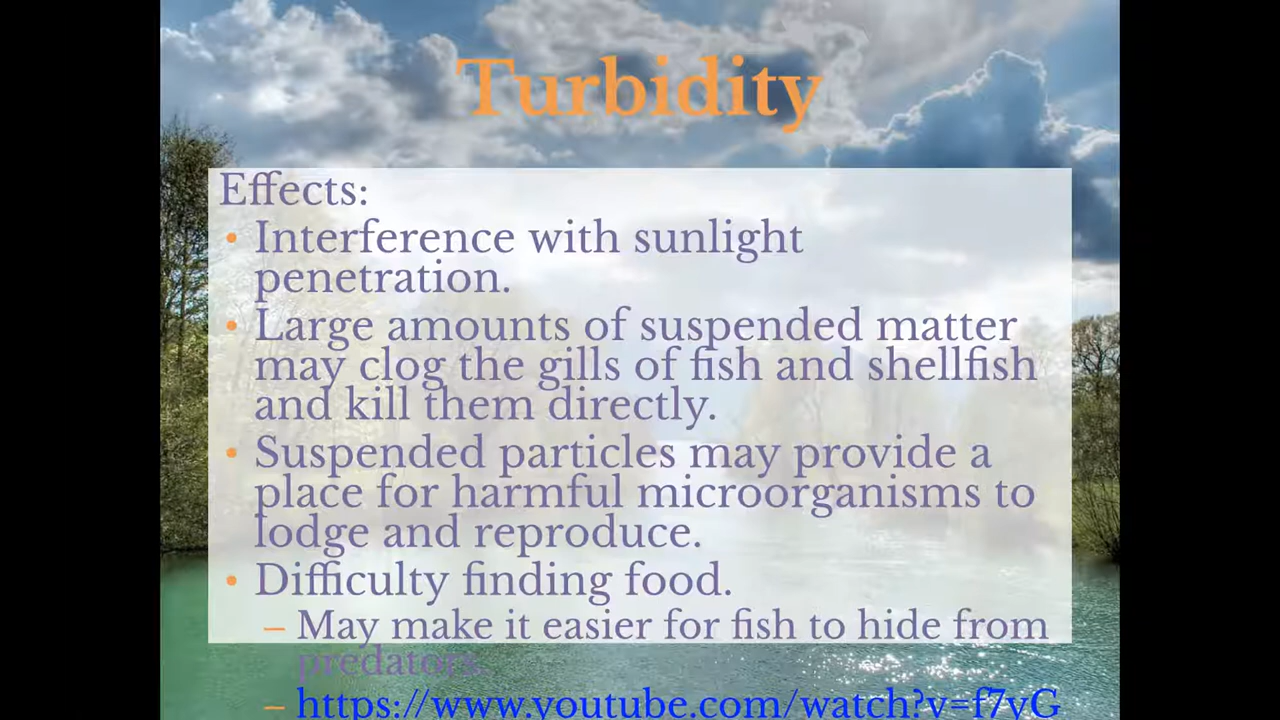 Turbidity
Effects:
• Interference with sunlight
penetration.
• Large amounts of suspended matter
may clog the gills of fish and shellfish
and kill them directly.
• Suspended particles may provide a
place for harmful microorganisms to
lodge and reproduce.
• Difficulty finding food.
– May make it easier for fish to hide from
predators.
– https://www.youtube.com/watch?v=f7yG